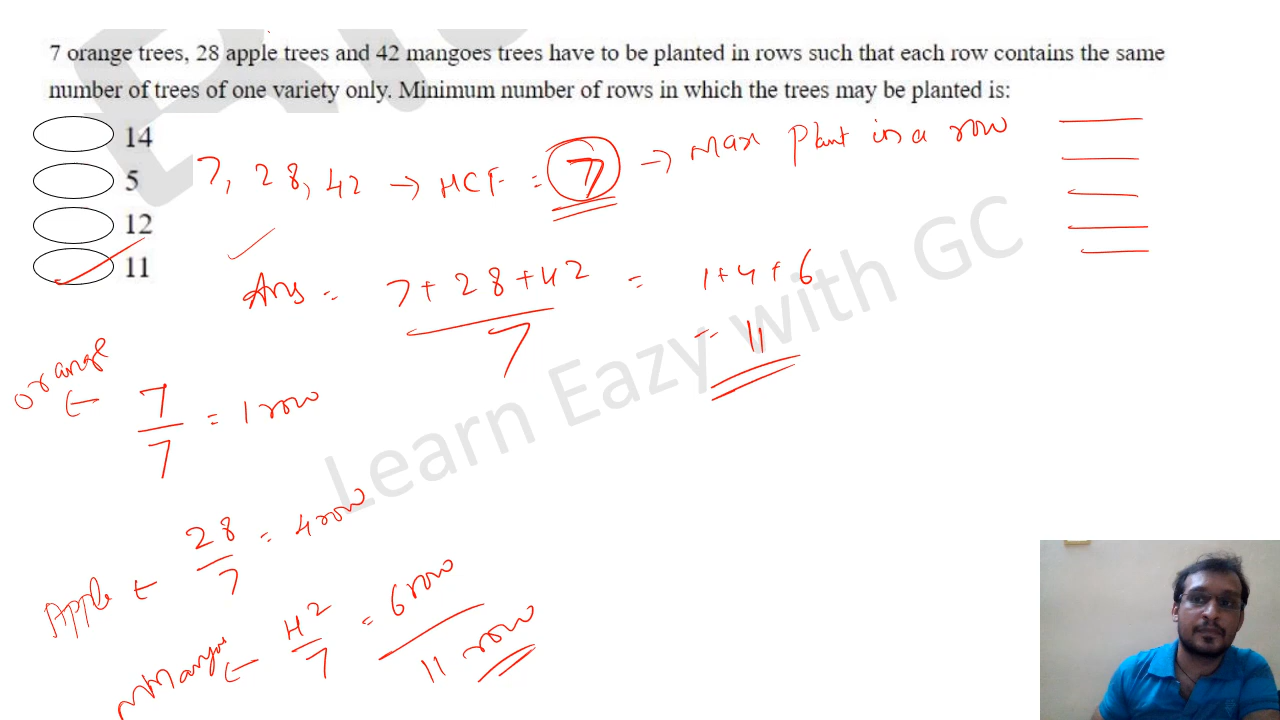 7 orange trees, 28 apple trees and 42 mangoes trees have to be planted in rows such that each row contains the same
number of trees of one variety only. Minimum number of rows in which the trees may be planted is:
14
5
12
11
7, 28, 42 → HCF = 7 → Max Plant in a row
Ans = 7 + 28 + 42 / 7 = 1 + 4 + 6
= 11
Orange ← 7/7 = 1 row
Apple ← 28/7 = 4 row
Mango ← 42/7 = 6 row
11 row
Learn Eazy with GC